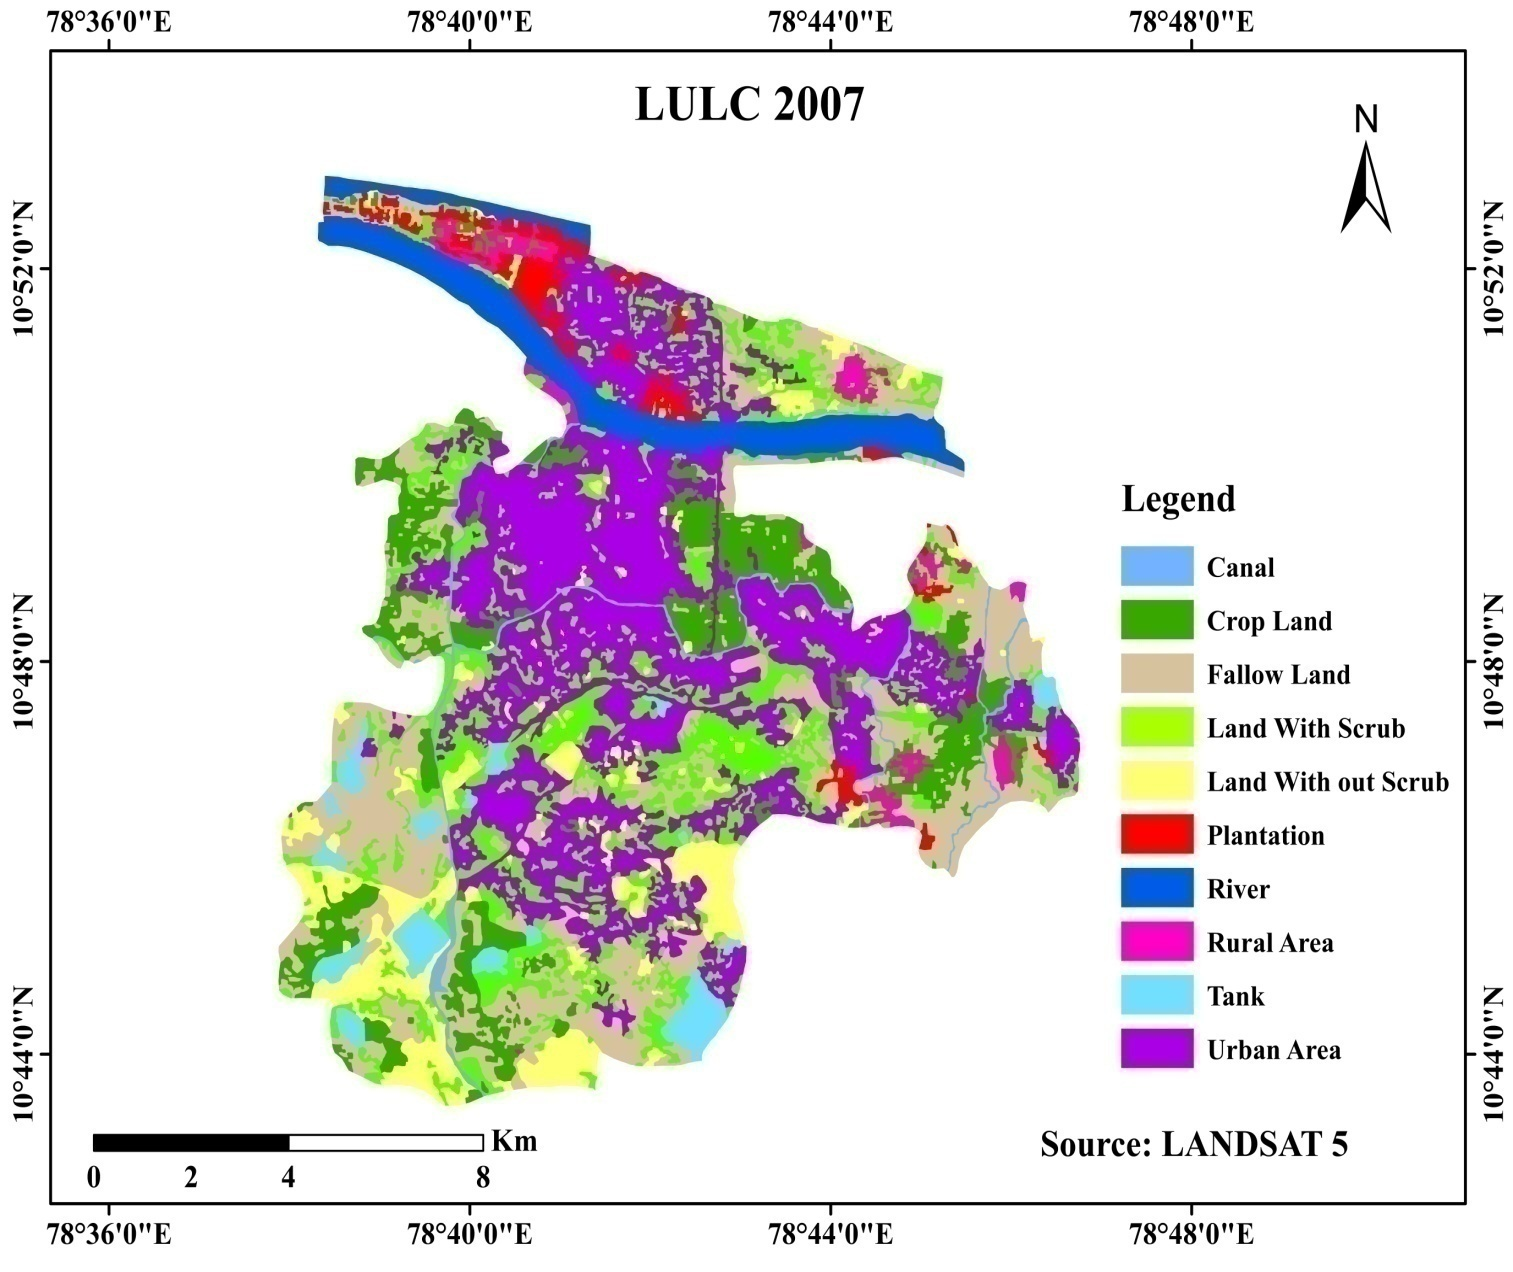 78°36'0"E 78°40'0"E 78°44'0"E 78°48'0"E
LULC 2007
N
10°52'0"N 10°52'0"N
10°48'0"N 10°48'0"N
10°44'0"N 10°44'0"N
Legend
Canal
Crop Land
Fallow Land
Land With Scrub
Land With out Scrub
Plantation
River
Rural Area
Tank
Urban Area
Km
0 2 4 8
Source: LANDSAT 5
78°36'0"E 78°40'0"E 78°44'0"E 78°48'0"E